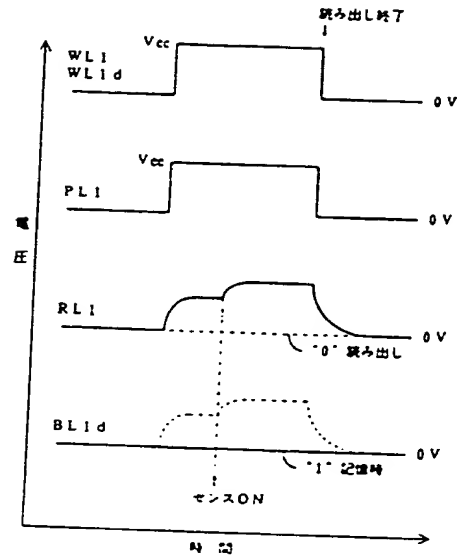 読み出し終了
↓
Vcc
WL1
WL1d
0V
Vcc
PL1
0V
電圧
RL1
0V
"0" 読み出し
BL1d
0V
"1" 記憶時
センスON
時間